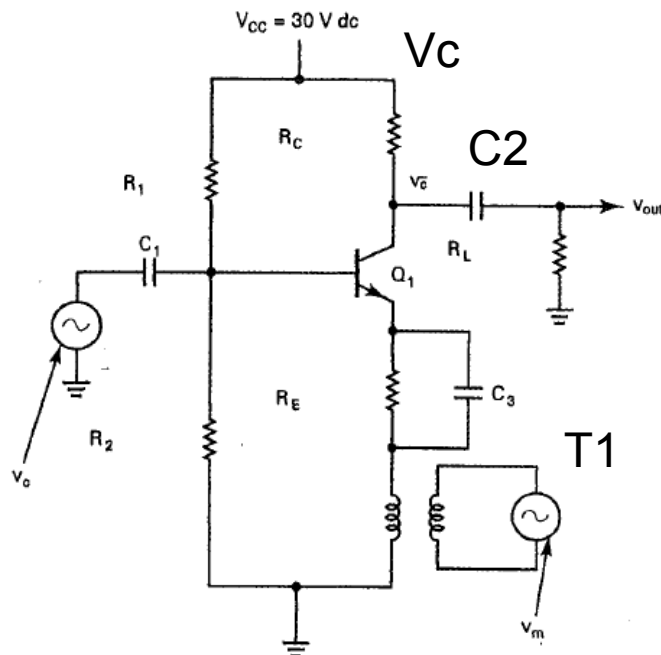 V_CC = 30 V dc
Vc
R_C
C2
R_1
v_c
v_out
C_1
R_L
Q_1
R_E
C_3
R_2
T1
v_c
v_m